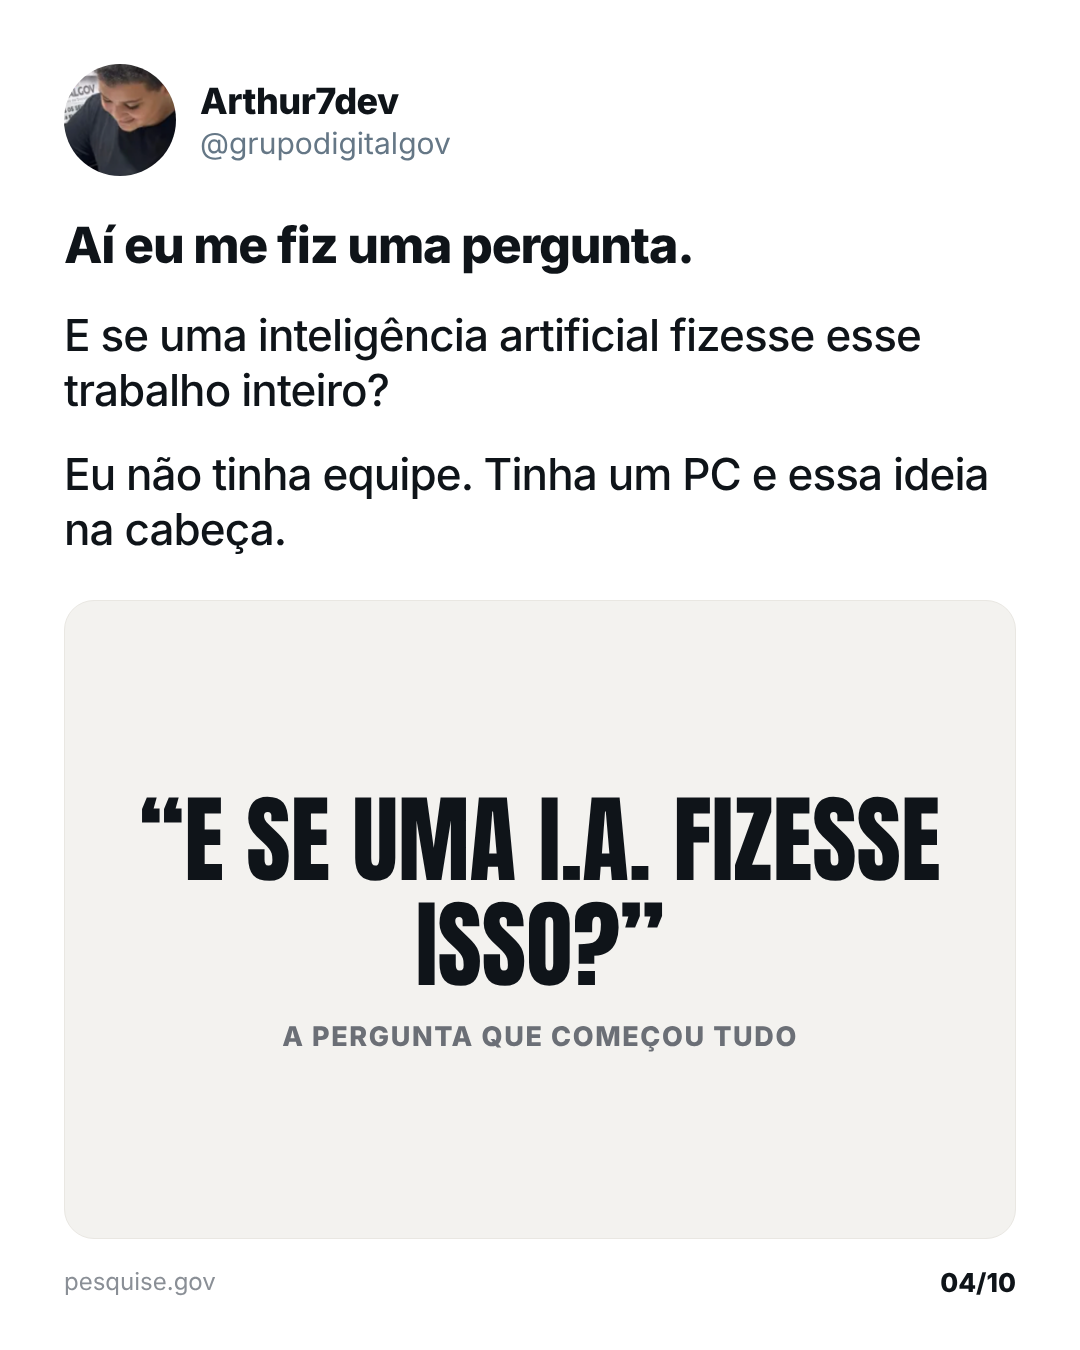 ALGOV
Arthur7dev
@grupodigitalgov
Aí eu me fiz uma pergunta.
E se uma inteligência artificial fizesse esse
trabalho inteiro?
Eu não tinha equipe. Tinha um PC e essa ideia
na cabeça.
“E SE UMA I.A. FIZESSE
ISSO?”
A PERGUNTA QUE COMEÇOU TUDO
pesquise.gov
04/10